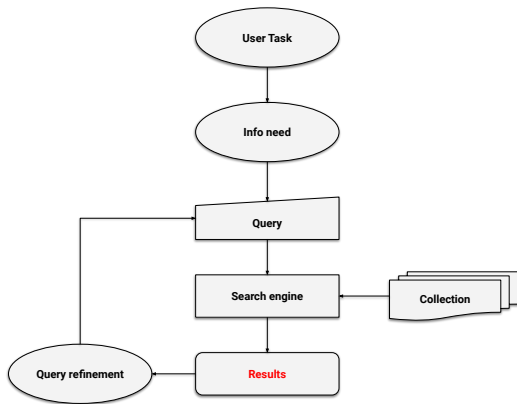 User Task
Info need
Query
Search engine
Collection
Results
Query refinement